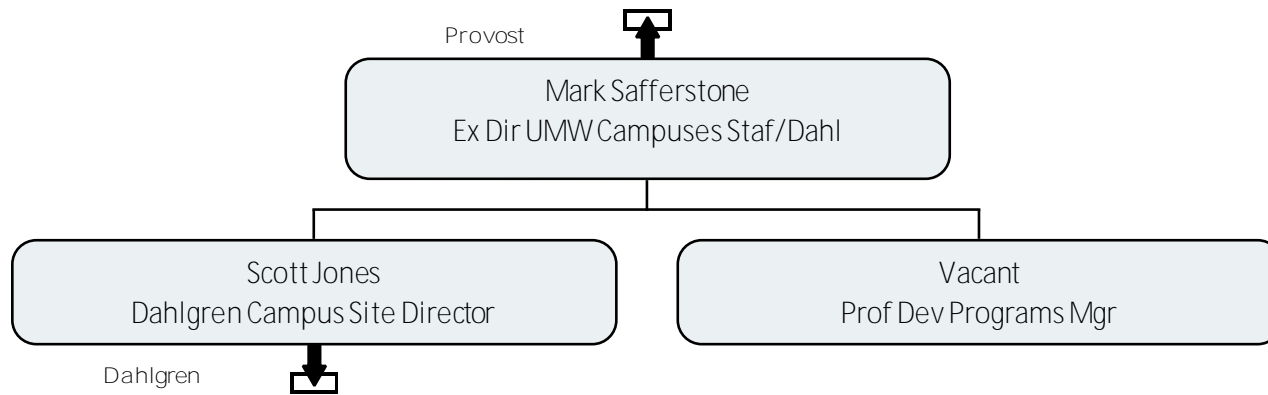 Provost
Mark Safferstone
Ex Dir UMW Campuses Staf/Dahl
Scott Jones
Dahlgren Campus Site Director
Vacant
Prof Dev Programs Mgr
Dahlgren